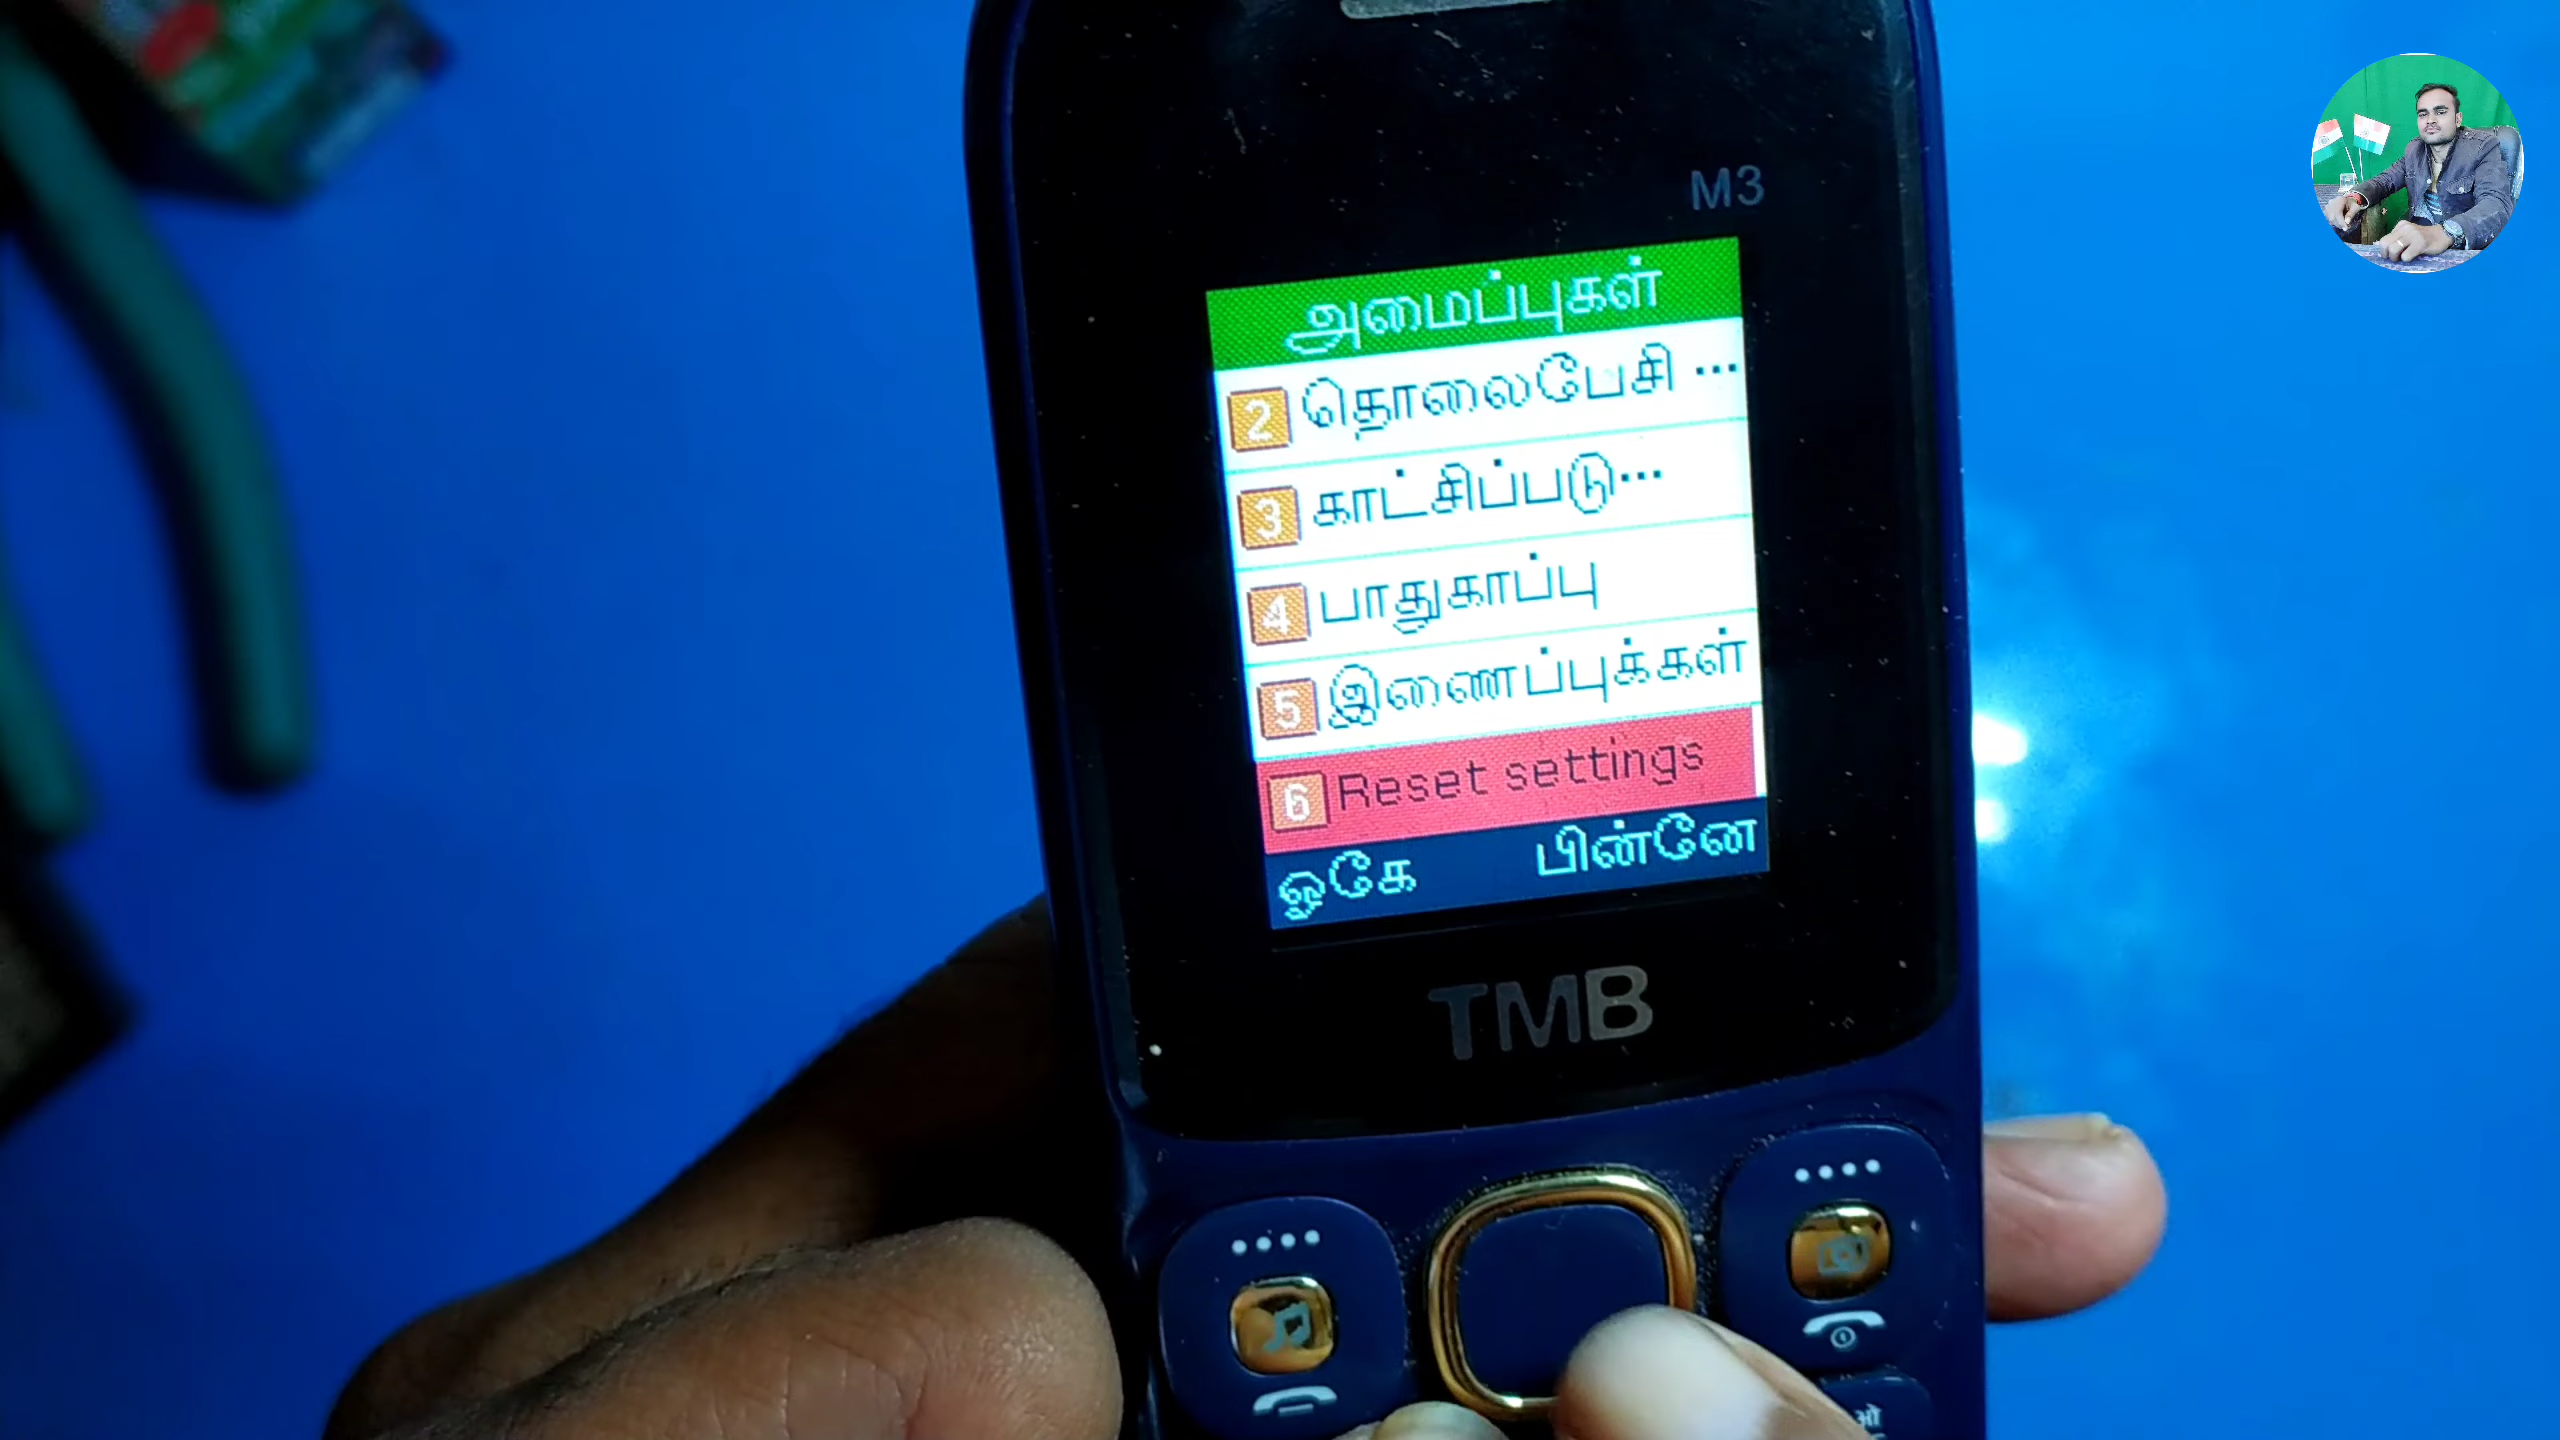 M3
அமைப்புகள்
2 தொலைபேசி ...
3 காட்சிப்படு...
4 பாதுகாப்பு
5 இணைப்புக்கள்
6 Reset settings
ஓகே பின்னே
TMB
ओ